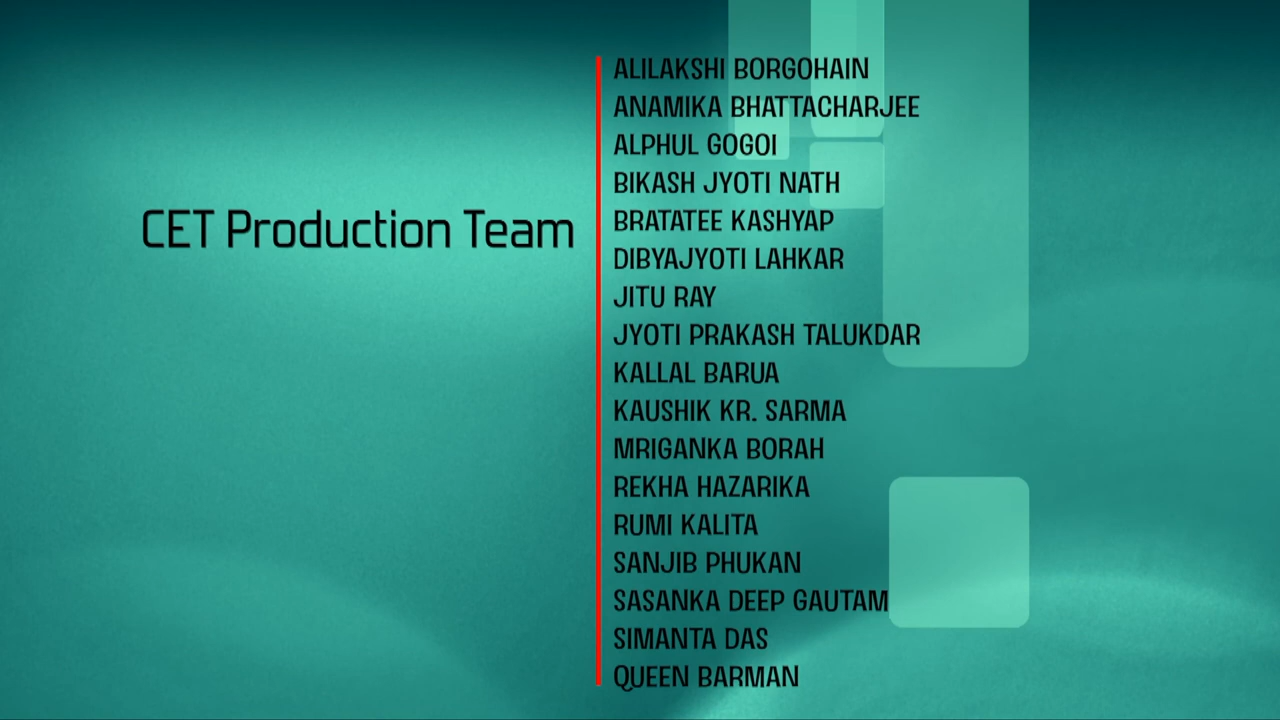 CET Production Team
ALILAKSHI BORGOHAIN
ANAMIKA BHATTACHARJEE
ALPHUL GOGOI
BIKASH JYOTI NATH
BRATATEE KASHYAP
DIBYAJYOTI LAHKAR
JITU RAY
JYOTI PRAKASH TALUKDAR
KALLAL BARUA
KAUSHIK KR. SARMA
MRIGANKA BORAH
REKHA HAZARIKA
RUMI KALITA
SANJIB PHUKAN
SASANKA DEEP GAUTAM
SIMANTA DAS
QUEEN BARMAN